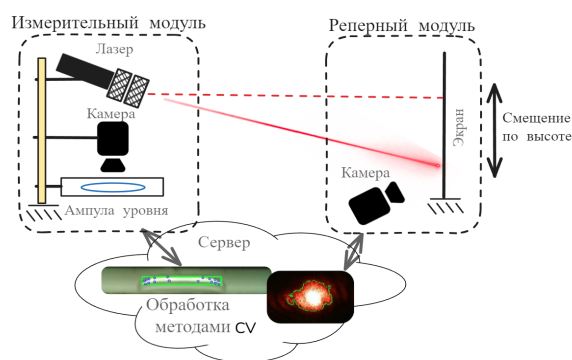 Измерительный модуль
Реперный модуль
Лазер
Камера
Ампула уровня
Экран
Смещение
по высоте
Камера
Сервер
Обработка
методами CV